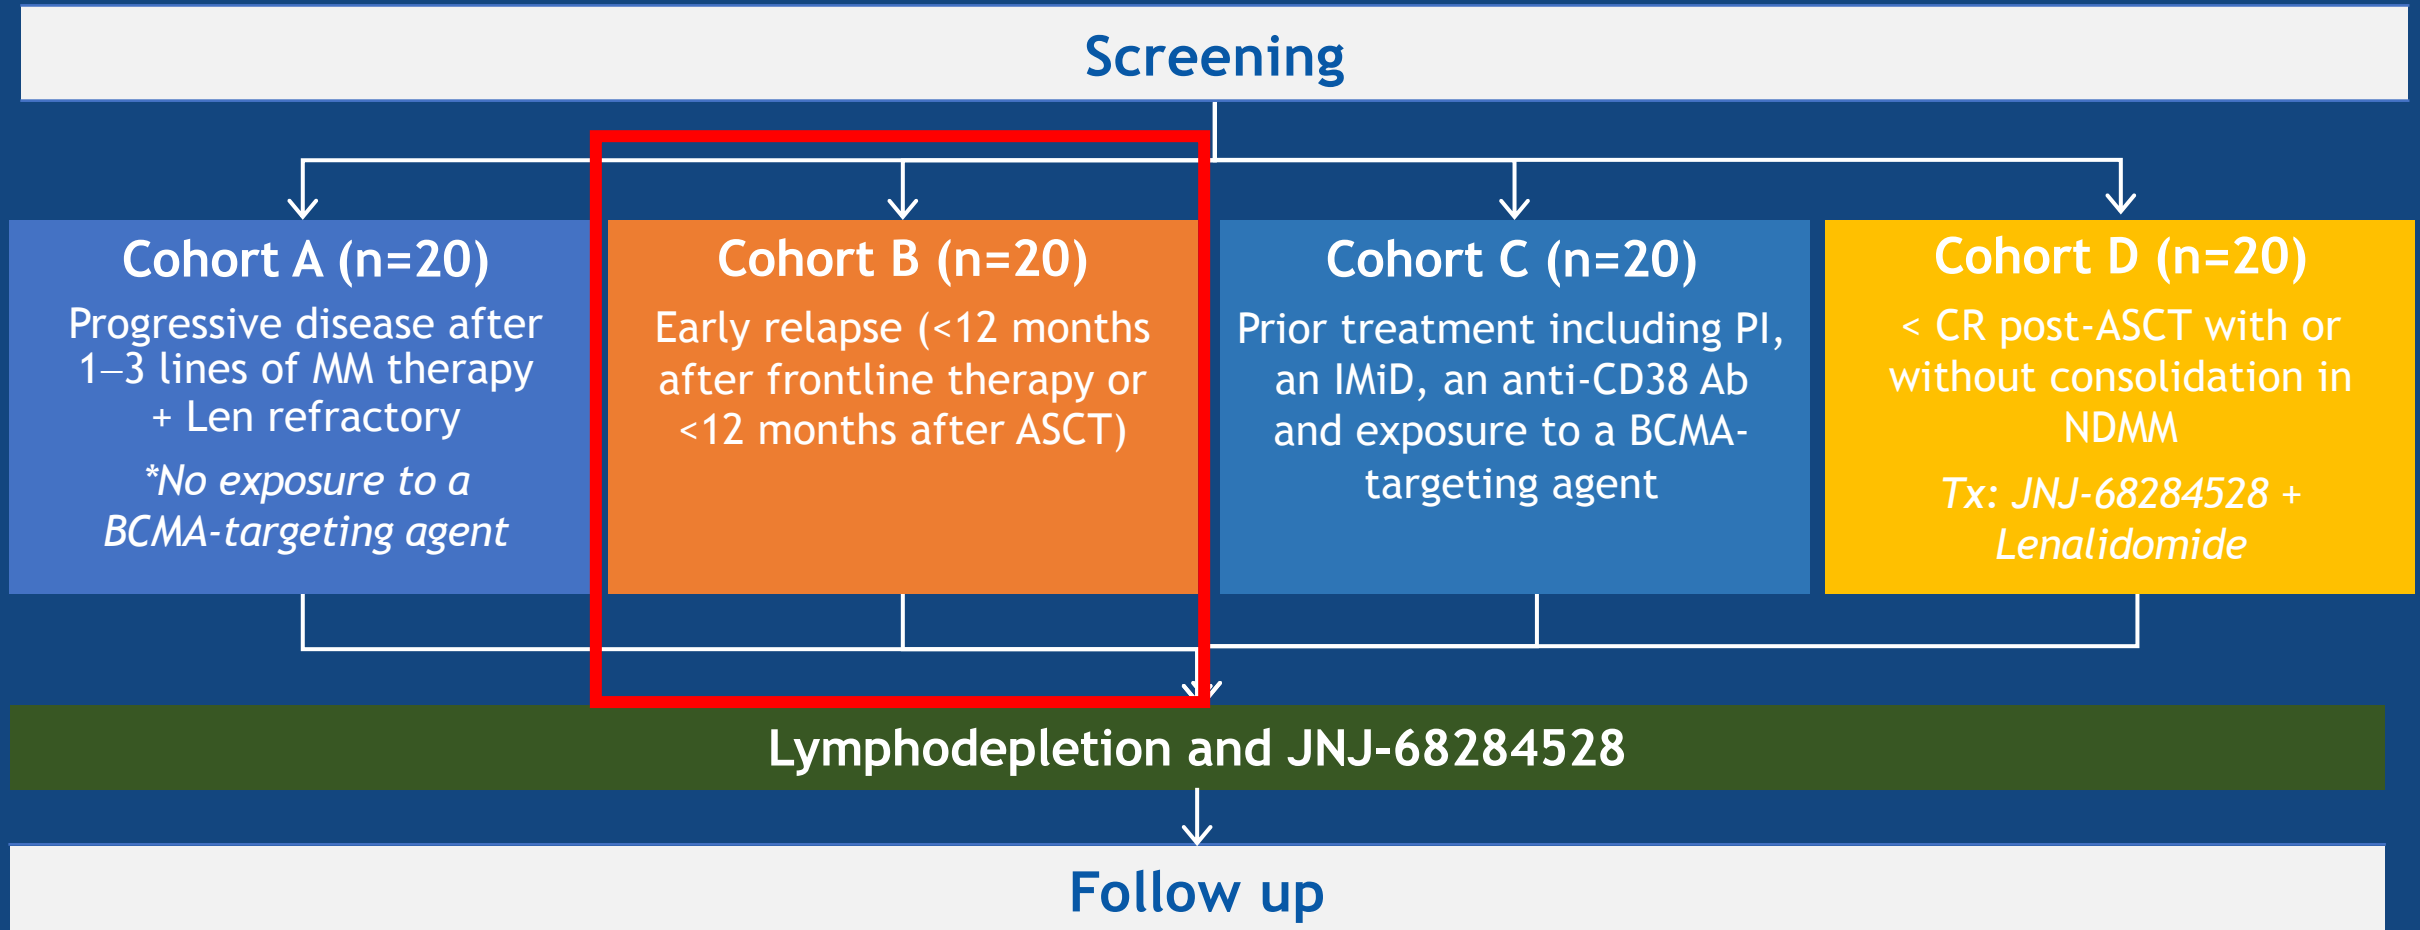 Screening
Cohort A (n=20)
Progressive disease after
1–3 lines of MM therapy
+ Len refractory
*No exposure to a
BCMA-targeting agent
Cohort B (n=20)
Early relapse (<12 months
after frontline therapy or
<12 months after ASCT)
Cohort C (n=20)
Prior treatment including PI,
an IMiD, an anti-CD38 Ab
and exposure to a BCMA-
targeting agent
Cohort D (n=20)
< CR post-ASCT with or
without consolidation in
NDMM
Tx: JNJ-68284528 +
Lenalidomide
Lymphodepletion and JNJ-68284528
Follow up